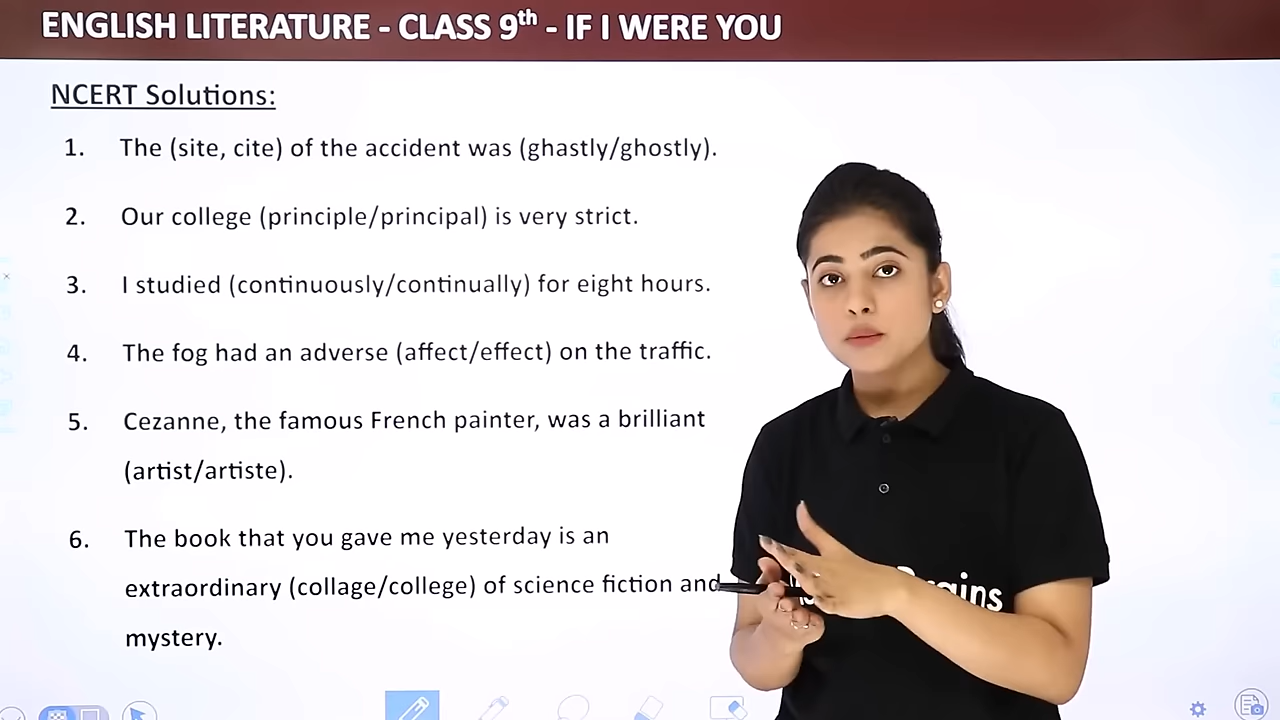 ENGLISH LITERATURE - CLASS 9th - IF I WERE YOU
NCERT Solutions:
1. The (site, cite) of the accident was (ghastly/ghostly).
2. Our college (principle/principal) is very strict.
3. I studied (continuously/continually) for eight hours.
4. The fog had an adverse (affect/effect) on the traffic.
5. Cezanne, the famous French painter, was a brilliant
(artist/artiste).
6. The book that you gave me yesterday is an
extraordinary (collage/college) of science fiction and
mystery.